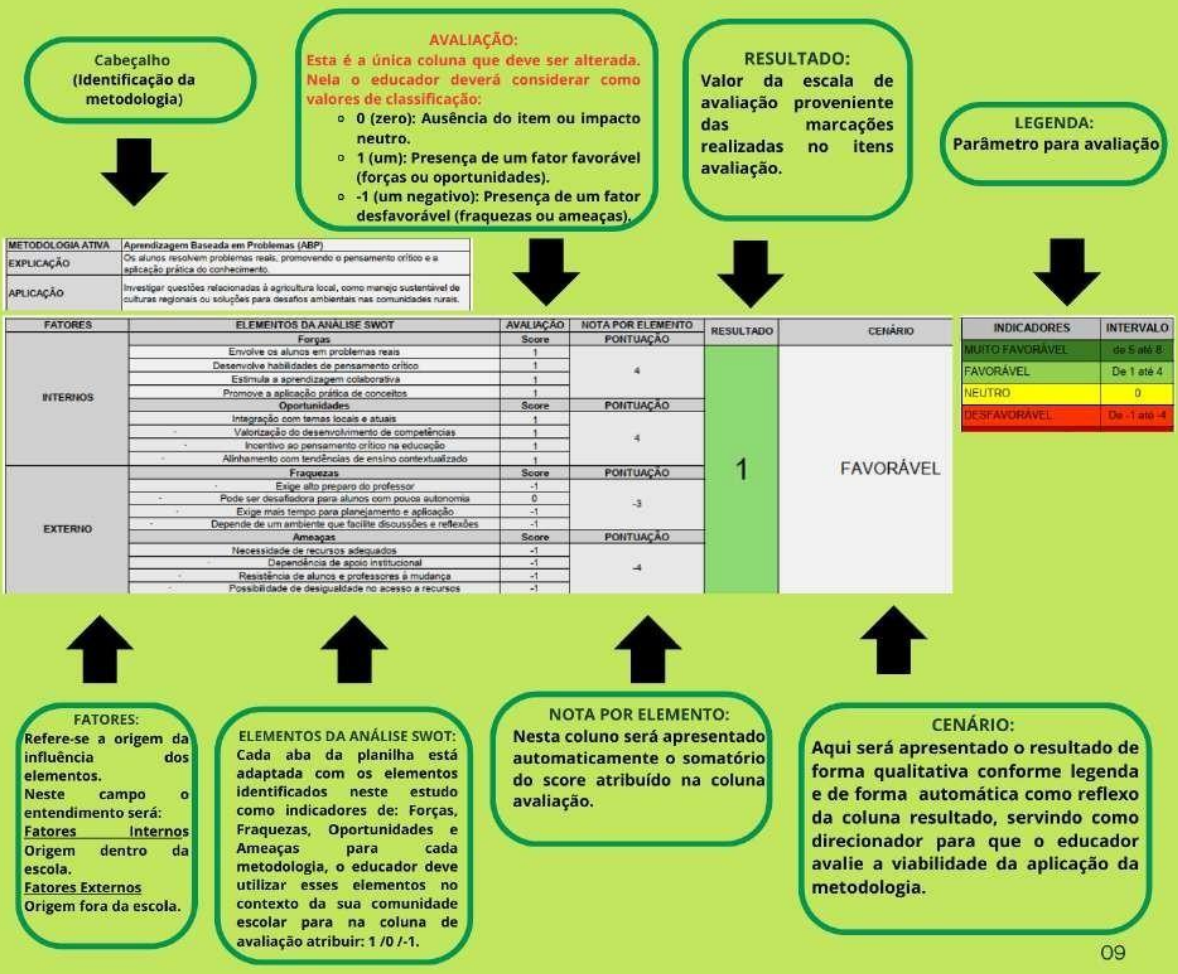 Cabeçalho
(Identificação da
metodologia)
AVALIAÇÃO:
Esta é a única coluna que deve ser alterada.
Nela o educador deverá considerar como
valores de classificação:
0 (zero): Ausência do item ou impacto
neutro.
1 (um): Presença de um fator favorável
(forças ou oportunidades).
-1 (um negativo): Presença de um fator
desfavorável (fraquezas ou ameaças).
RESULTADO:
Valor da escala de
avaliação proveniente
das marcações
realizadas no itens
avaliação.
LEGENDA:
Parâmetro para avaliação
METODOLOGIA ATIVA Aprendizagem Baseada em Problemas (ABP)
EXPLICAÇÃO Os alunos resolvem problemas reais, promovendo o pensamento crítico e a
aplicação prática do conhecimento.
APLICAÇÃO Investigar questões relacionadas à agricultura local, como manejo sustentável de
culturas regionais ou soluções para desafios ambientais nas comunidades rurais.
FATORES ELEMENTOS DA ANÁLISE SWOT AVALIAÇÃO NOTA POR ELEMENTO RESULTADO CENÁRIO
Forças Score PONTUAÇÃO
Envolve os alunos em problemas reais 1
Desenvolve habilidades de pensamento crítico 1
4
Estimula a aprendizagem colaborativa 1
Promove a aplicação prática de conceitos 1
INTERNOS
Oportunidades Score PONTUAÇÃO
Integração com temas locais e atuais 1
- Valorização do desenvolvimento de competências 1
4
- Incentivo ao pensamento crítico na educação 1
- Alinhamento com tendências de ensino contextualizado 1
1 FAVORÁVEL
Fraquezas Score PONTUAÇÃO
- Exige alto preparo do professor -1
- Pode ser desafiadora para alunos com pouca autonomia 0
-3
- Exige mais tempo para planejamento e aplicação -1
- Depende de um ambiente que facilite discussões e reflexões -1
EXTERNO
Ameaças Score PONTUAÇÃO
Necessidade de recursos adequados -1
- Dependência de apoio institucional -1
-4
- Resistência de alunos e professores à mudança -1
- Possibilidade de desigualdade no acesso a recursos -1
INDICADORES INTERVALO
MUITO FAVORÁVEL de 5 até 8
FAVORÁVEL De 1 até 4
NEUTRO 0
DESFAVORÁVEL De -1 até -4
FATORES:
Refere-se a origem da
influência dos
elementos.
Neste campo o
entendimento será:
Fatores Internos
Origem dentro da
escola.
Fatores Externos
Origem fora da escola.
ELEMENTOS DA ANÁLISE SWOT:
Cada aba da planilha está
adaptada com os elementos
identificados neste estudo
como indicadores de: Forças,
Fraquezas, Oportunidades e
Ameaças para cada
metodologia, o educador deve
utilizar esses elementos no
contexto da sua comunidade
escolar para na coluna de
avaliação atribuir: 1 /0 /-1.
NOTA POR ELEMENTO:
Nesta coluno será apresentado
automaticamente o somatório
do score atribuído na coluna
avaliação.
CENÁRIO:
Aqui será apresentado o resultado de
forma qualitativa conforme legenda
e de forma automática como reflexo
da coluna resultado, servindo como
direcionador para que o educador
avalie a viabilidade da aplicação da
metodologia.
09